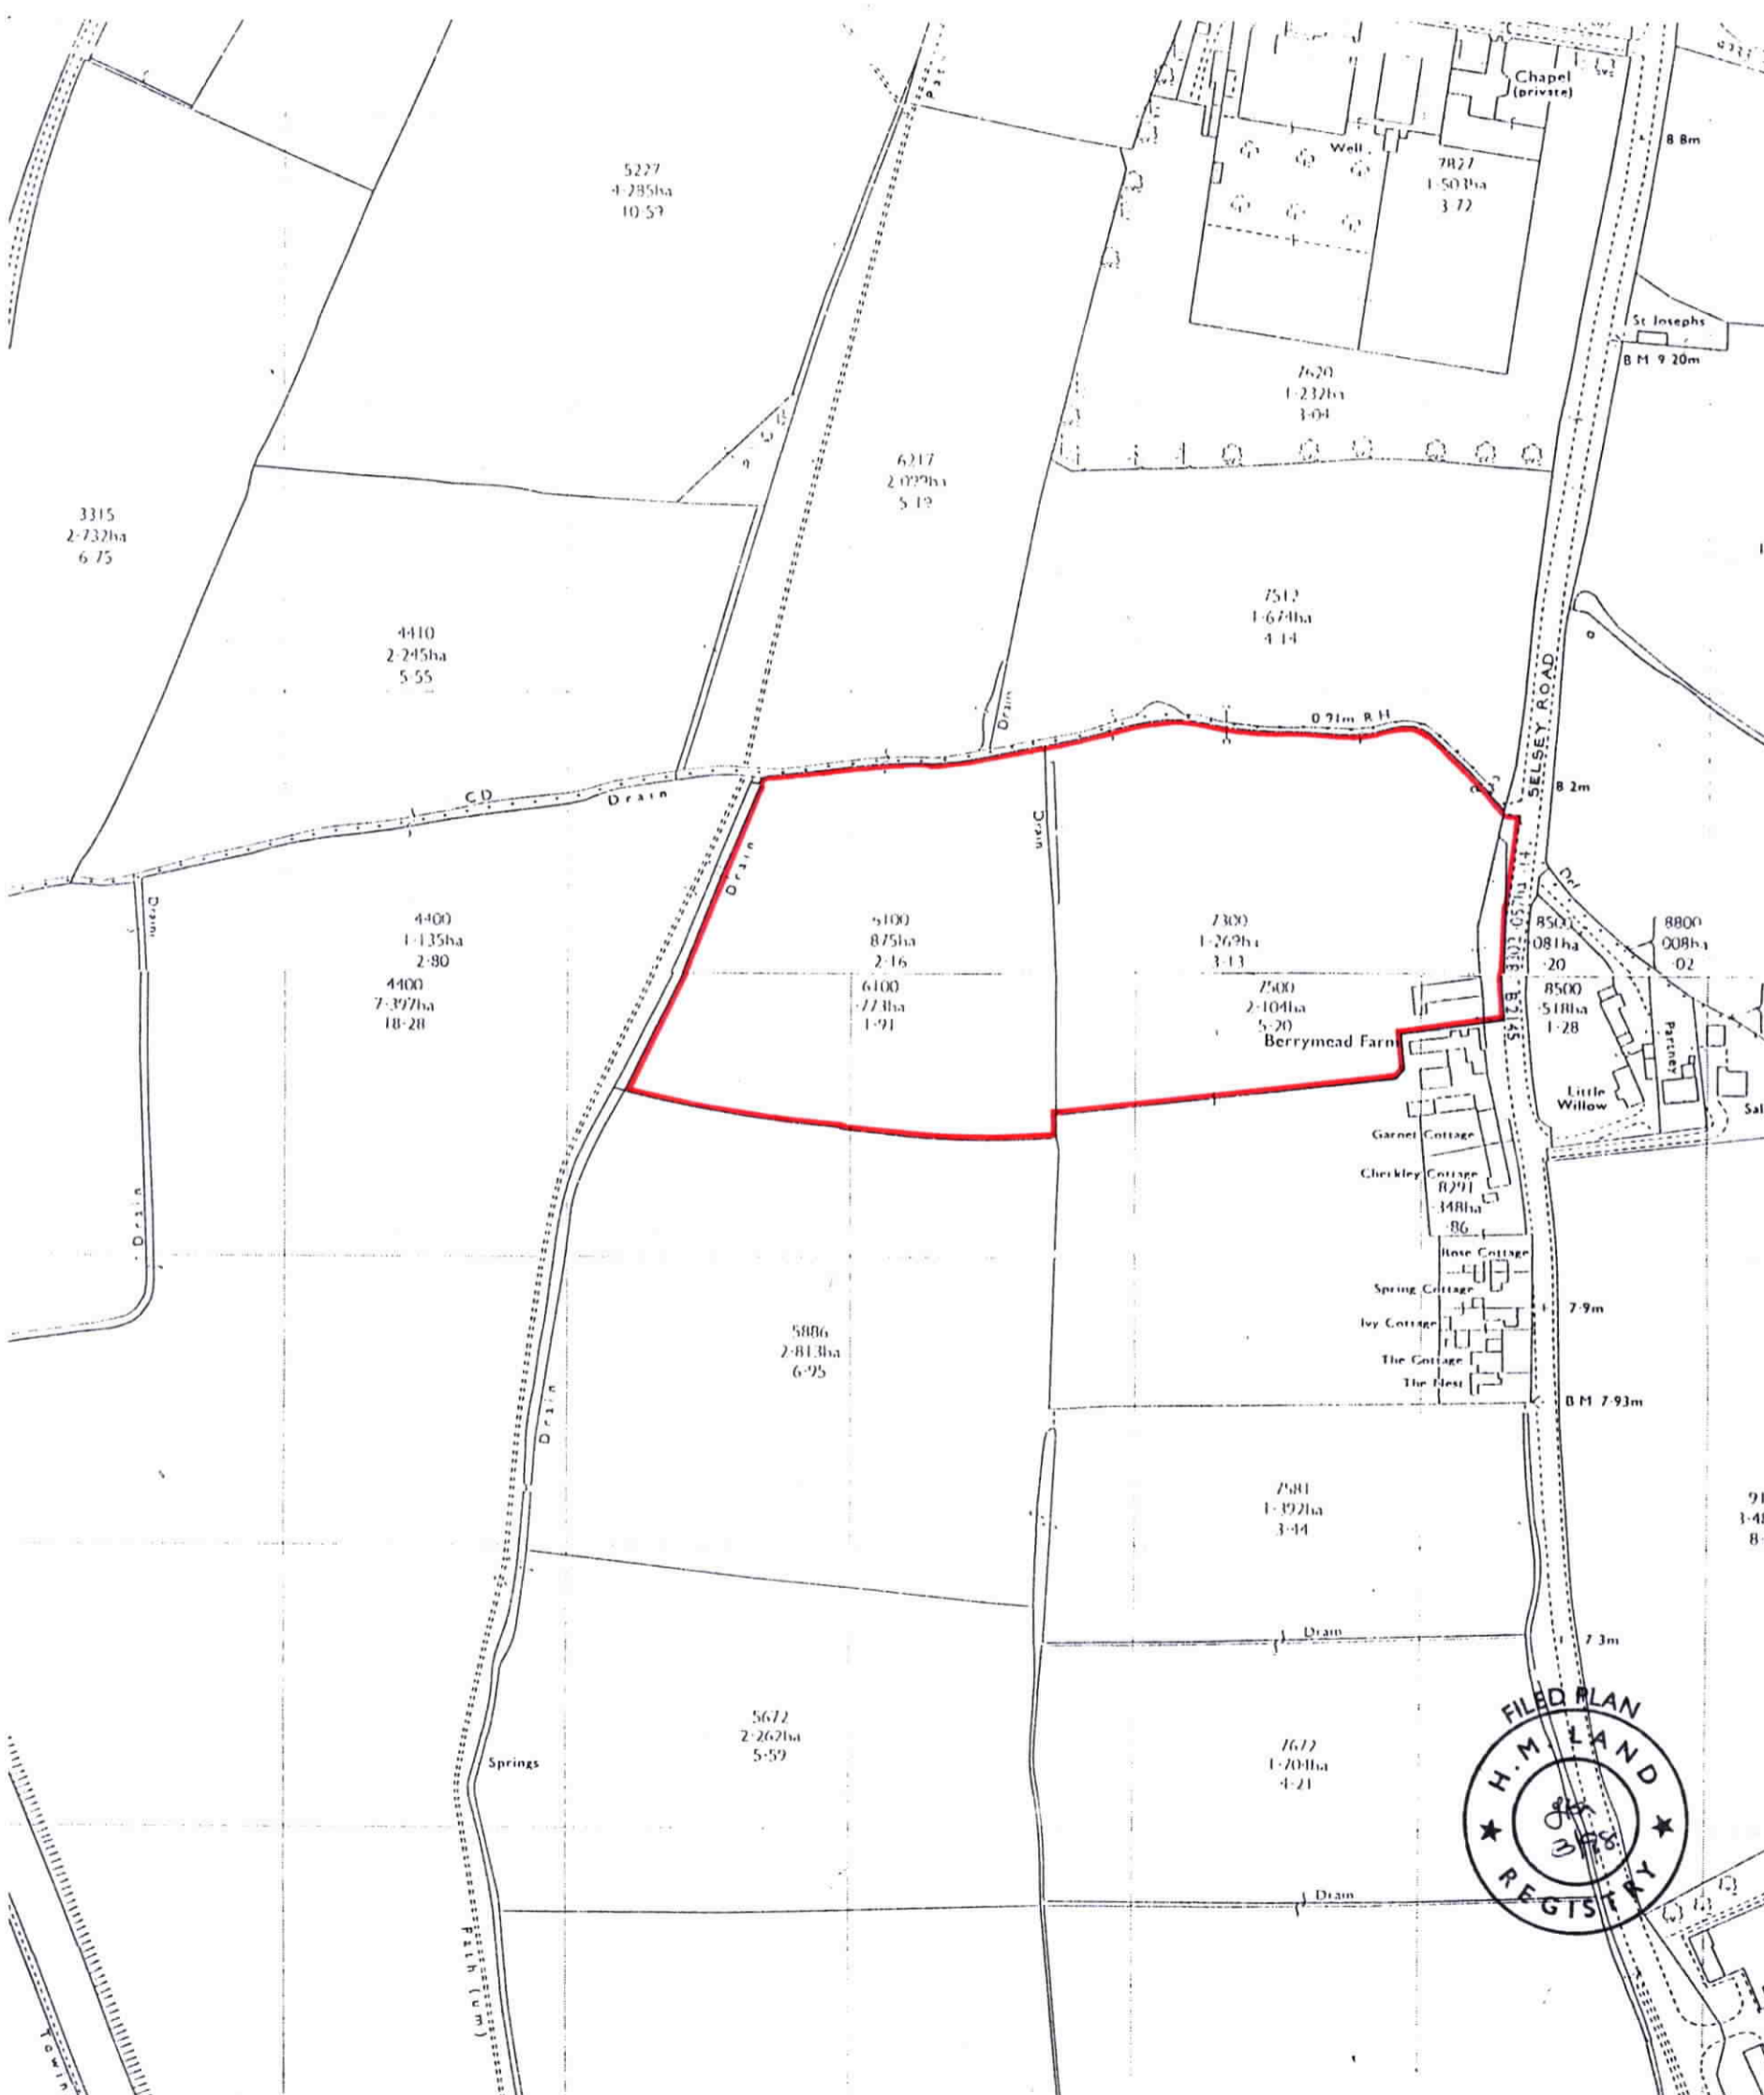 Chapel
(private)
Well
7827
1·503ha
3·72
8·8m
5227
4·285ha
10·59
St Josephs
B M 9·20m
7620
1·232ha
3·04
6217
2·099ha
5·19
3315
2·732ha
6·75
7512
1·674ha
4·14
4410
2·245ha
5·55
Drain
0·91m R H
SELSEY ROAD
8·2m
C D
Drain
Drain
Drain
Drain
4400
1·135ha
2·80
4400
7·397ha
18·28
6100
·875ha
2·16
6100
·773ha
1·91
7300
1·269ha
3·13
7500
2·104ha
5·20
B2145
8500
·081ha
·20
8500
·518ha
1·28
8800
·008ha
·02
Berrymead Farm
Partney
Little
Willow
Garnet Cottage
Cherkley Cottage
8291
·348ha
·86
Drain
Rose Cottage
Spring Cottage
Ivy Cottage
The Cottage
The Nest
7·9m
B M 7·93m
5886
2·813ha
6·95
Drain
7581
1·392ha
3·44
Drain
7·3m
5672
2·262ha
5·59
Springs
7672
1·704ha
4·21
FILED PLAN
H.M. LAND
REGISTRY
Drain
Path (um)